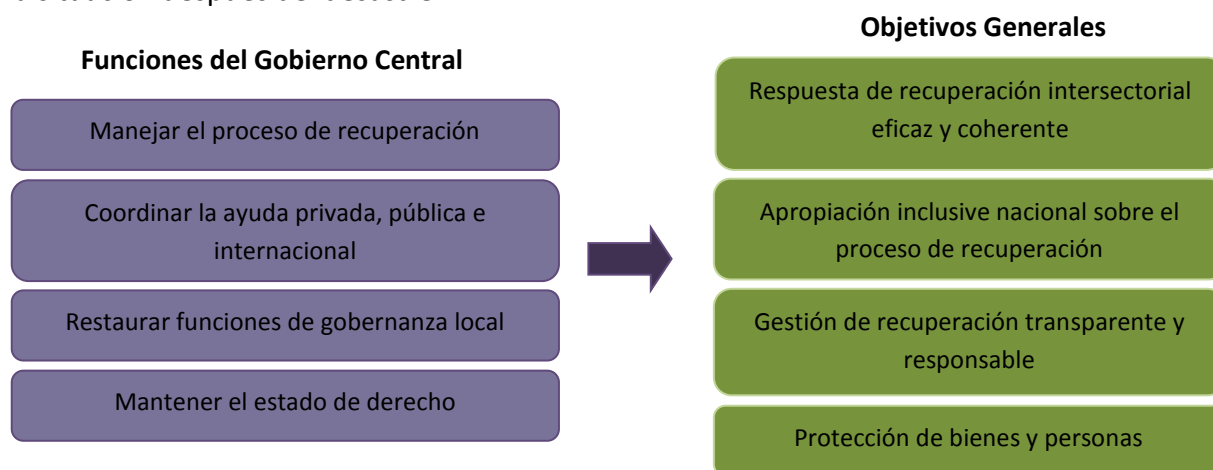 Objetivos Generales
Funciones del Gobierno Central
Manejar el proceso de recuperación
Coordinar la ayuda privada, pública e
internacional
Restaurar funciones de gobernanza local
Mantener el estado de derecho
Respuesta de recuperación intersectorial
eficaz y coherente
Apropiación inclusive nacional sobre el
proceso de recuperación
Gestión de recuperación transparente y
responsable
Protección de bienes y personas